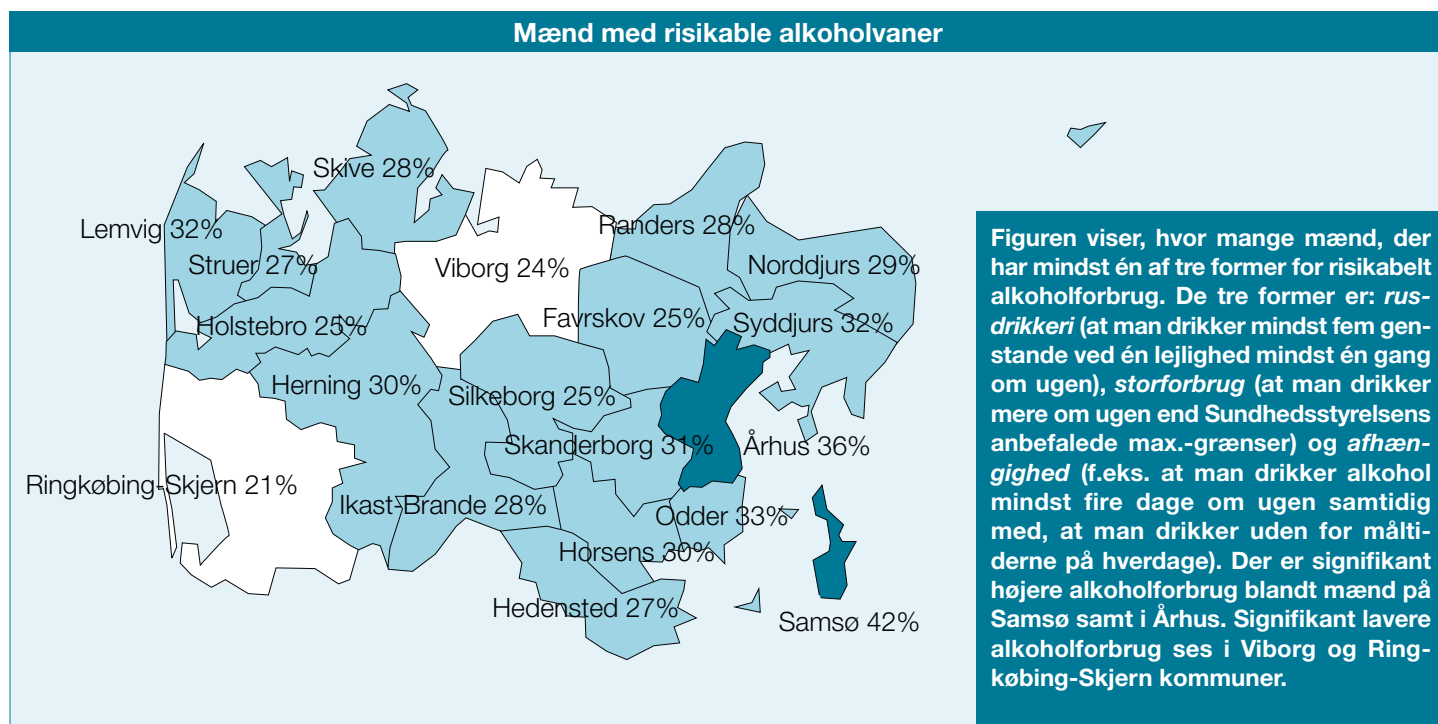 Mænd med risikable alkoholvaner
Skive 28%
Lemvig 32%
Randers 28%
Struer 27%
Viborg 24%
Norddjurs 29%
Holstebro 25%
Favrskov 25%
Syddjurs 32%
Herning 30%
Silkeborg 25%
Skanderborg 31%
Århus 36%
Ringkøbing-Skjern 21%
Ikast-Brande 28%
Odder 33%
Horsens 30%
Hedensted 27%
Samsø 42%
Figuren viser, hvor mange mænd, der
har mindst én af tre former for risikabelt
alkoholforbrug. De tre former er: rus-
drikkeri (at man drikker mindst fem gen-
stande ved én lejlighed mindst én gang
om ugen), storforbrug (at man drikker
mere om ugen end Sundhedsstyrelsens
anbefalede max.-grænser) og afhæn-
gighed (f.eks. at man drikker alkohol
mindst fire dage om ugen samtidig
med, at man drikker uden for målti-
derne på hverdage). Der er signifikant
højere alkoholforbrug blandt mænd på
Samsø samt i Århus. Signifikant lavere
alkoholforbrug ses i Viborg og Ring-
købing-Skjern kommuner.